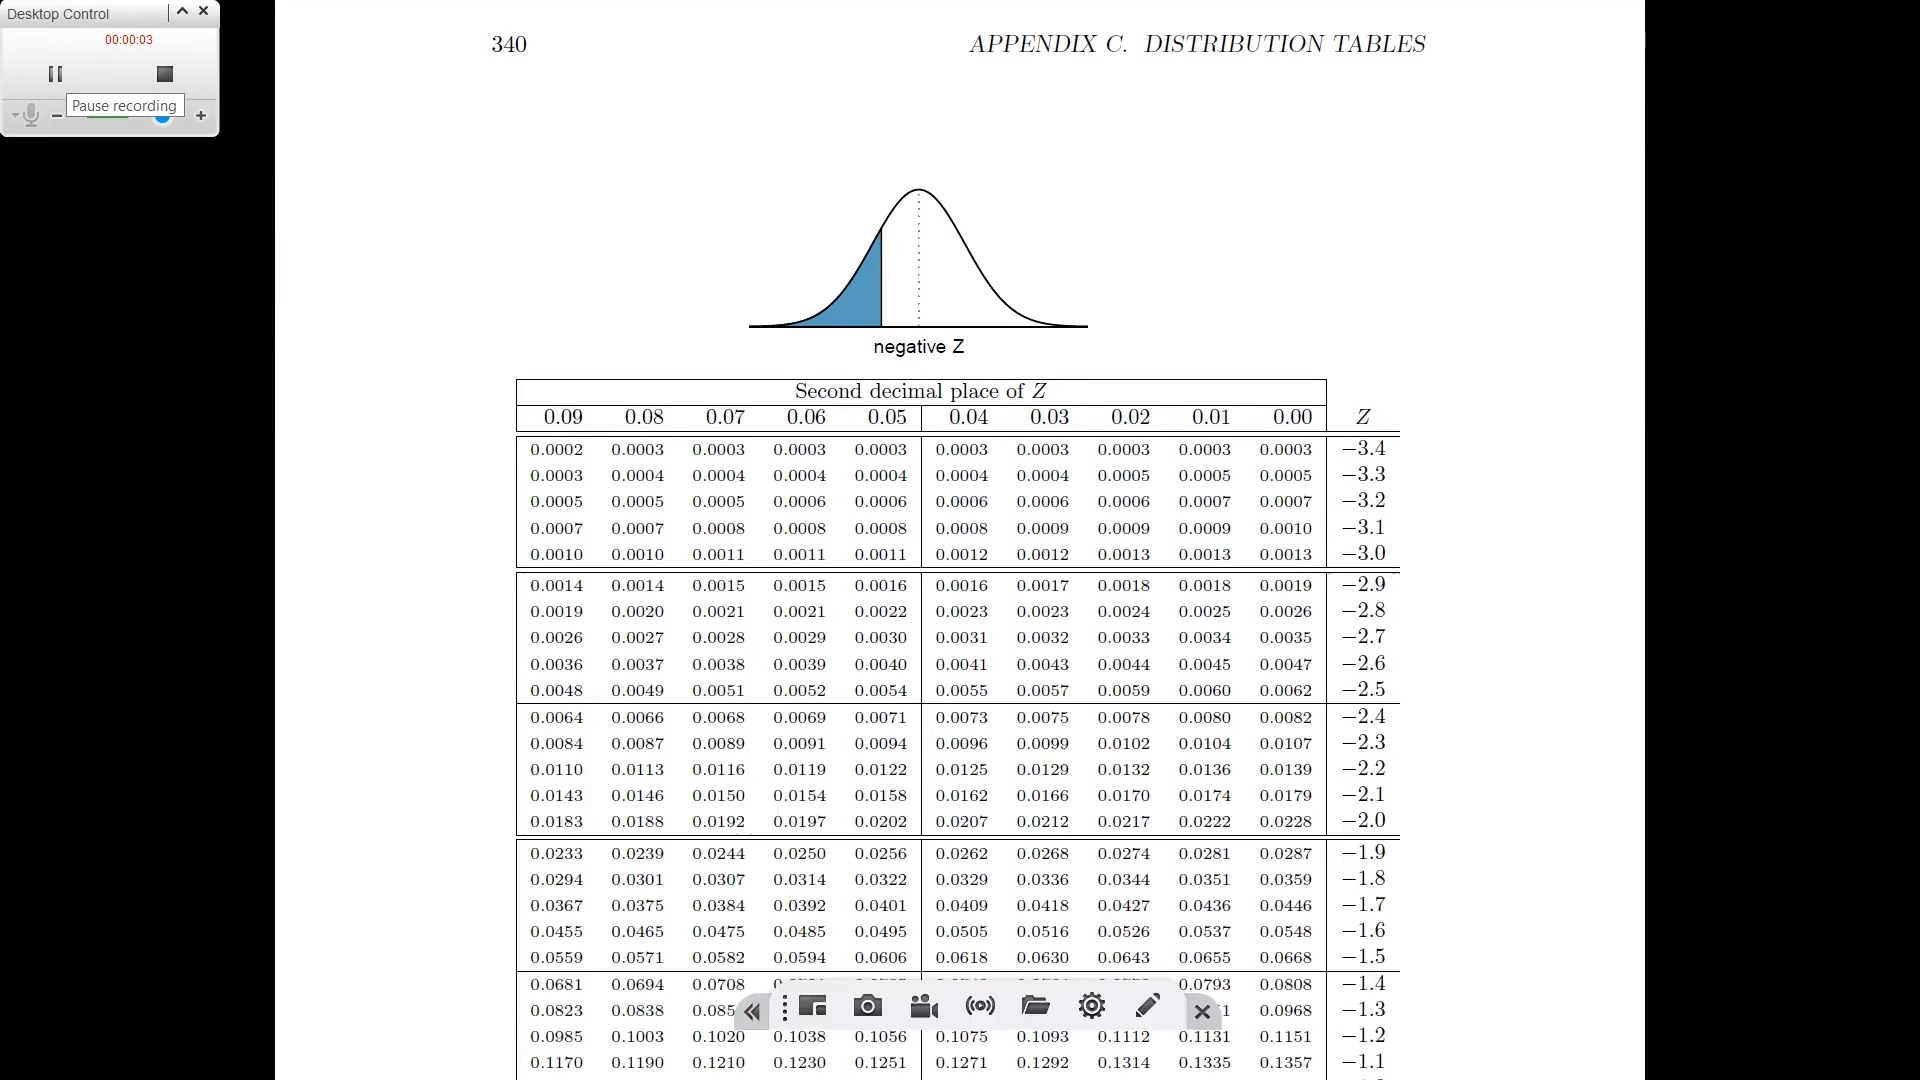 Desktop Control
00:00:03
Pause recording
340 APPENDIX C. DISTRIBUTION TABLES
negative Z
Second decimal place of Z
0.09 0.08 0.07 0.06 0.05 0.04 0.03 0.02 0.01 0.00 Z
0.0002 0.0003 0.0003 0.0003 0.0003 0.0003 0.0003 0.0003 0.0003 0.0003 −3.4
0.0003 0.0004 0.0004 0.0004 0.0004 0.0004 0.0004 0.0005 0.0005 0.0005 −3.3
0.0005 0.0005 0.0005 0.0006 0.0006 0.0006 0.0006 0.0006 0.0007 0.0007 −3.2
0.0007 0.0007 0.0008 0.0008 0.0008 0.0008 0.0009 0.0009 0.0009 0.0010 −3.1
0.0010 0.0010 0.0011 0.0011 0.0011 0.0012 0.0012 0.0013 0.0013 0.0013 −3.0
0.0014 0.0014 0.0015 0.0015 0.0016 0.0016 0.0017 0.0018 0.0018 0.0019 −2.9
0.0019 0.0020 0.0021 0.0021 0.0022 0.0023 0.0023 0.0024 0.0025 0.0026 −2.8
0.0026 0.0027 0.0028 0.0029 0.0030 0.0031 0.0032 0.0033 0.0034 0.0035 −2.7
0.0036 0.0037 0.0038 0.0039 0.0040 0.0041 0.0043 0.0044 0.0045 0.0047 −2.6
0.0048 0.0049 0.0051 0.0052 0.0054 0.0055 0.0057 0.0059 0.0060 0.0062 −2.5
0.0064 0.0066 0.0068 0.0069 0.0071 0.0073 0.0075 0.0078 0.0080 0.0082 −2.4
0.0084 0.0087 0.0089 0.0091 0.0094 0.0096 0.0099 0.0102 0.0104 0.0107 −2.3
0.0110 0.0113 0.0116 0.0119 0.0122 0.0125 0.0129 0.0132 0.0136 0.0139 −2.2
0.0143 0.0146 0.0150 0.0154 0.0158 0.0162 0.0166 0.0170 0.0174 0.0179 −2.1
0.0183 0.0188 0.0192 0.0197 0.0202 0.0207 0.0212 0.0217 0.0222 0.0228 −2.0
0.0233 0.0239 0.0244 0.0250 0.0256 0.0262 0.0268 0.0274 0.0281 0.0287 −1.9
0.0294 0.0301 0.0307 0.0314 0.0322 0.0329 0.0336 0.0344 0.0351 0.0359 −1.8
0.0367 0.0375 0.0384 0.0392 0.0401 0.0409 0.0418 0.0427 0.0436 0.0446 −1.7
0.0455 0.0465 0.0475 0.0485 0.0495 0.0505 0.0516 0.0526 0.0537 0.0548 −1.6
0.0559 0.0571 0.0582 0.0594 0.0606 0.0618 0.0630 0.0643 0.0655 0.0668 −1.5
0.0681 0.0694 0.0708 0.0793 0.0808 −1.4
0.0823 0.0838 0.0968 −1.3
0.0985 0.1003 0.1020 0.1038 0.1056 0.1075 0.1093 0.1112 0.1131 0.1151 −1.2
0.1170 0.1190 0.1210 0.1230 0.1251 0.1271 0.1292 0.1314 0.1335 0.1357 −1.1